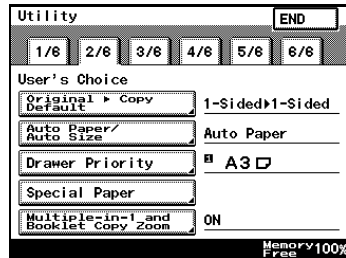 Utility END
1/6 2/6 3/6 4/6 5/6 6/6
User's Choice
Original ▸ Copy
Default
1-Sided▸1-Sided
Auto Paper/
Auto Size
Auto Paper
Drawer Priority
1 A3
Special Paper
Multiple-in-1 and
Booklet Copy Zoom
ON
Memory
Free 100%